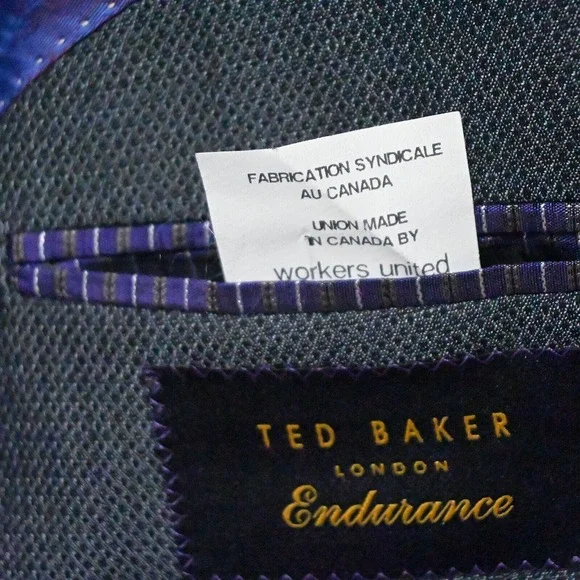 FABRICATION SYNDICALE
AU CANADA
UNION MADE
IN CANADA BY
workers united
TED BAKER
LONDON
Endurance